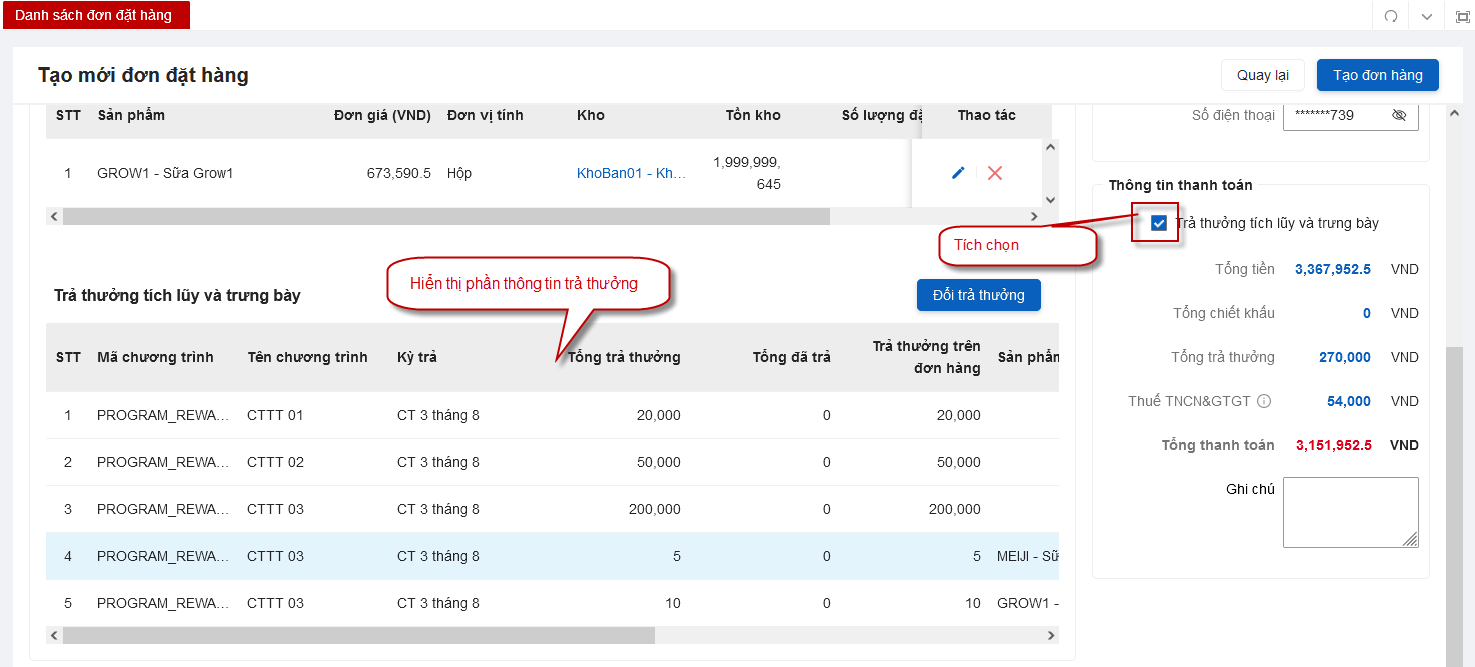 Danh sách đơn đặt hàng
Tạo mới đơn đặt hàng
Quay lại
Tạo đơn hàng
STT Sản phẩm Đơn giá (VND) Đơn vị tính Kho Tồn kho Số lượng Thao tác
1 GROW1 - Sữa Grow1 673,590.5 Hộp KhoBan01 - Kh... 1,999,999,
645
Trả thưởng tích lũy và trưng bày
Hiển thị phần thông tin trả thưởng
Đổi trả thưởng
STT Mã chương trình Tên chương trình Kỳ trả Tổng trả thưởng Tổng đã trả Trả thưởng trên
đơn hàng Sản phẩm
1 PROGRAM_REWA... CTTT 01 CT 3 tháng 8 20,000 0 20,000
2 PROGRAM_REWA... CTTT 02 CT 3 tháng 8 50,000 0 50,000
3 PROGRAM_REWA... CTTT 03 CT 3 tháng 8 200,000 0 200,000
4 PROGRAM_REWA... CTTT 03 CT 3 tháng 8 5 0 5 MEIJI - Sữ
5 PROGRAM_REWA... CTTT 03 CT 3 tháng 8 10 0 10 GROW1 -
Số điện thoại *******739
Thông tin thanh toán
Tích chọn
Trả thưởng tích lũy và trưng bày
Tổng tiền 3,367,952.5 VND
Tổng chiết khấu 0 VND
Tổng trả thưởng 270,000 VND
Thuế TNCN&GTGT 54,000 VND
Tổng thanh toán 3,151,952.5 VND
Ghi chú